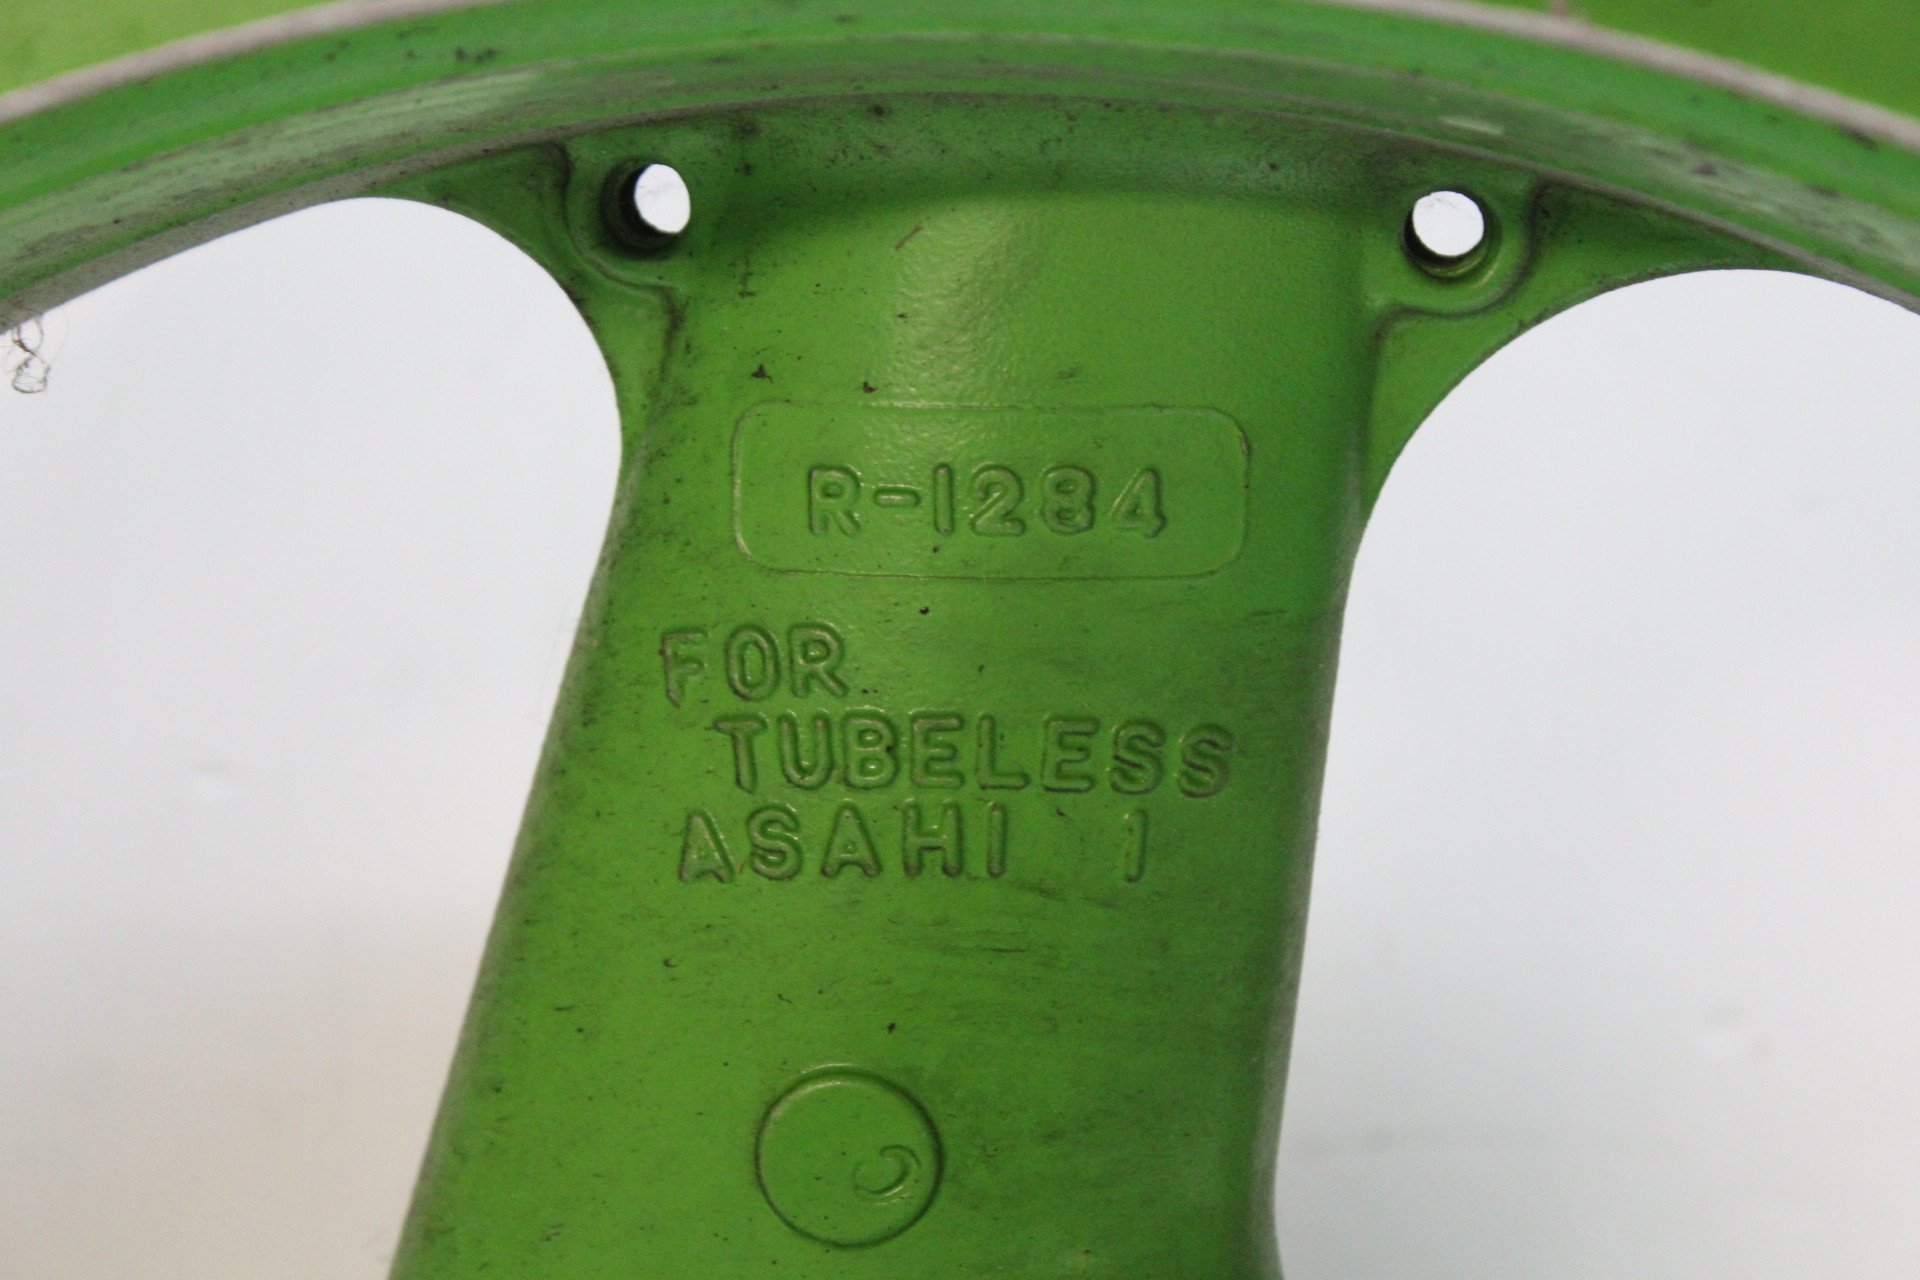 R-1284
FOR
TUBELESS
ASAHI 1